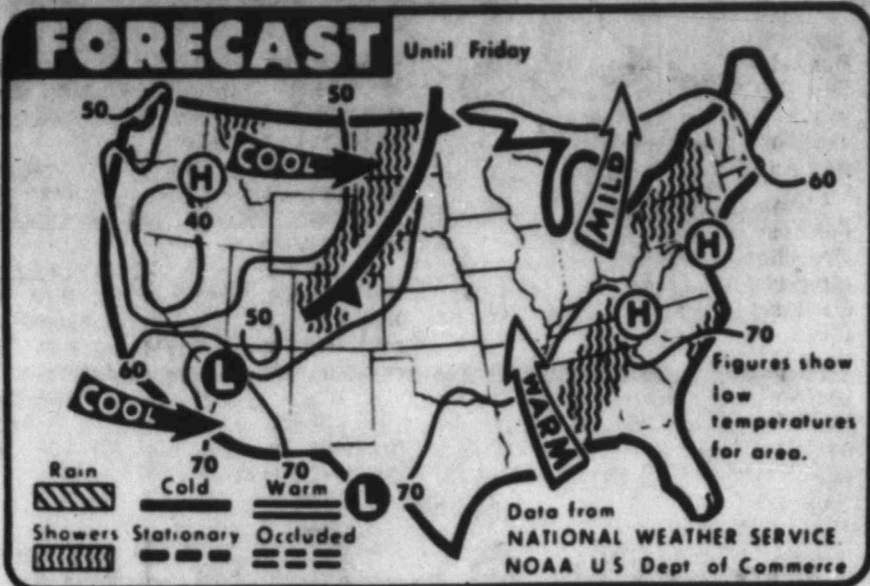 FORECAST Until Friday
50
50
COOL
H
40
MILD
60
H
50
H
70
60
L
COOL
WARM
Figures show
low
temperatures
for area.
70
70
L
70
Rain
Cold
Warm
Showers
Stationary
Occluded
Data from
NATIONAL WEATHER SERVICE
NOAA US Dept of Commerce